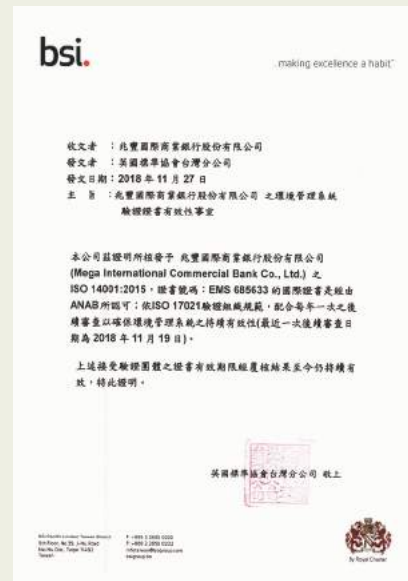 bsi.
making excellence a habit™
收文者 ：兆豐國際商業銀行股份有限公司
發文者 ：英國標準協會台灣分公司
發文日期：2018 年 11 月 27 日
主 旨 ：兆豐國際商業銀行股份有限公司 之環境管理系統
驗證證書有效性事宜
本公司茲證明所核發予 兆豐國際商業銀行股份有限公司
(Mega International Commercial Bank Co., Ltd.) 之
ISO 14001:2015，證書號碼：EMS 685633 的國際證書是經由
ANAB所認可；依ISO 17021驗證組織規範，配合每年一次之後
續審查以確保環境管理系統之持續有效性(最近一次後續審查日
期為 2018 年 11 月 19 日)。
上述接受驗證團體之證書有效期限經覆核結果至今仍持續有
效，特此證明。
英國標準協會台灣分公司 敬上
Taiwan
By Royal Charter